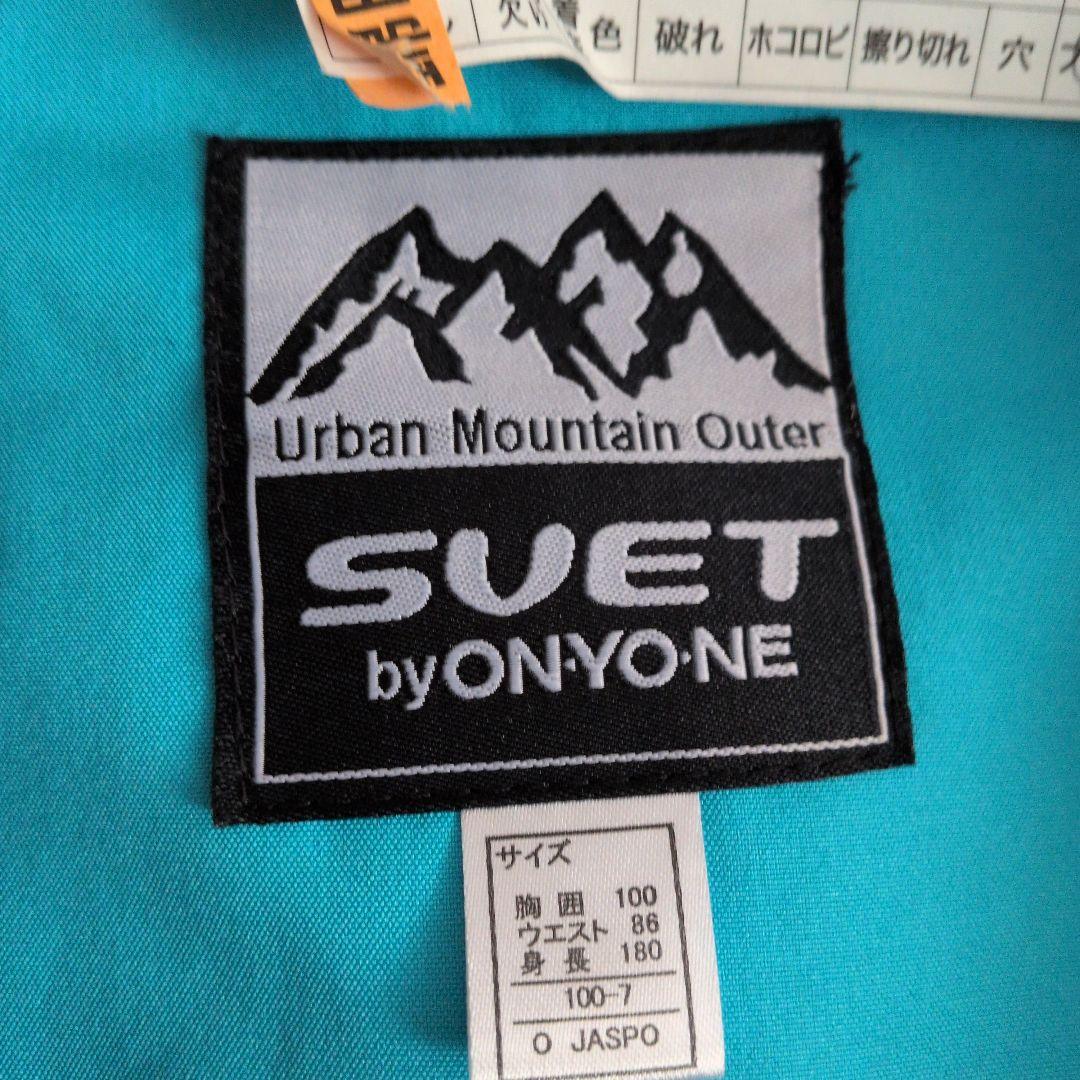 色 破れ ホコロビ 擦り切れ 穴
Urban Mountain Outer
SUET
by ON・YO・NE
サイズ
胸囲 100
ウエスト 86
身長 180
100-7
O JASPO